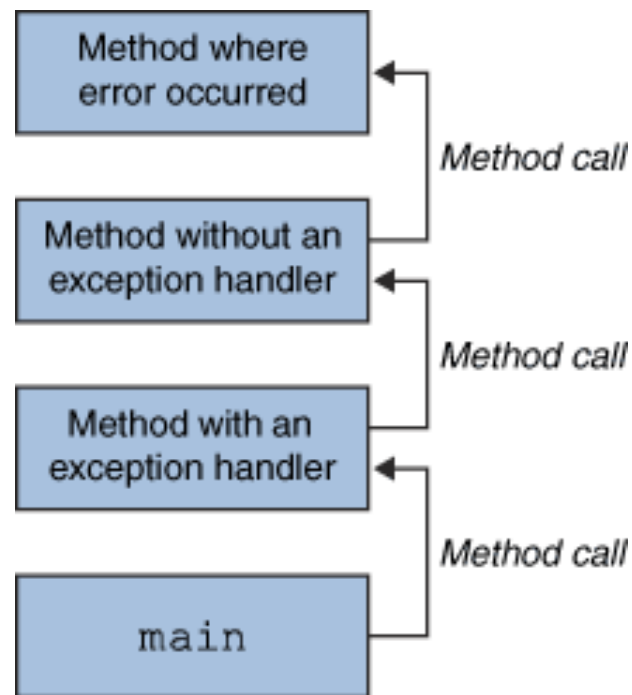 Method where
error occurred
Method call
Method without an
exception handler
Method call
Method with an
exception handler
Method call
main